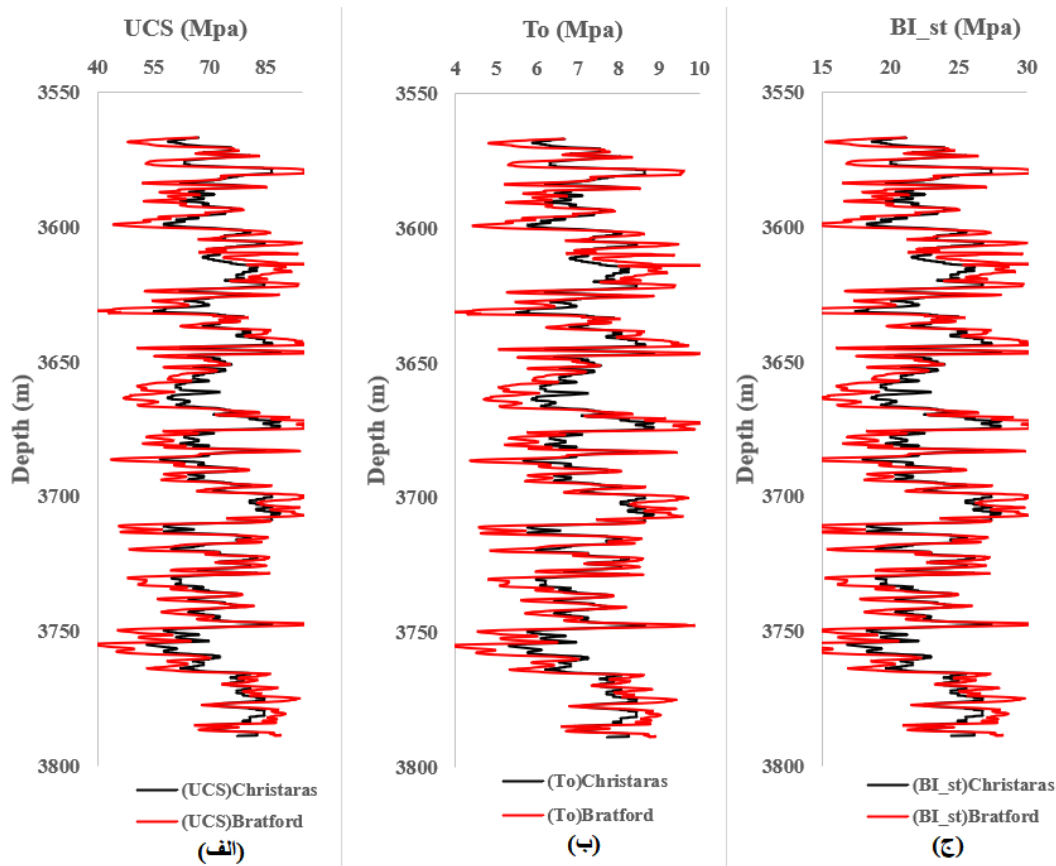 UCS (Mpa)
40 55 70 85
3550
3600
3650
3700
3750
3800
Depth (m)
(UCS)Christaras
(UCS)Bratford
(الف)
To (Mpa)
4 5 6 7 8 9 10
3550
3600
3650
3700
3750
3800
Depth (m)
(To)Christaras
(To)Bratford
(ب)
BI_st (Mpa)
15 20 25 30
3550
3600
3650
3700
3750
3800
Depth (m)
(BI_st)Christaras
(BI_st)Bratford
(ج)